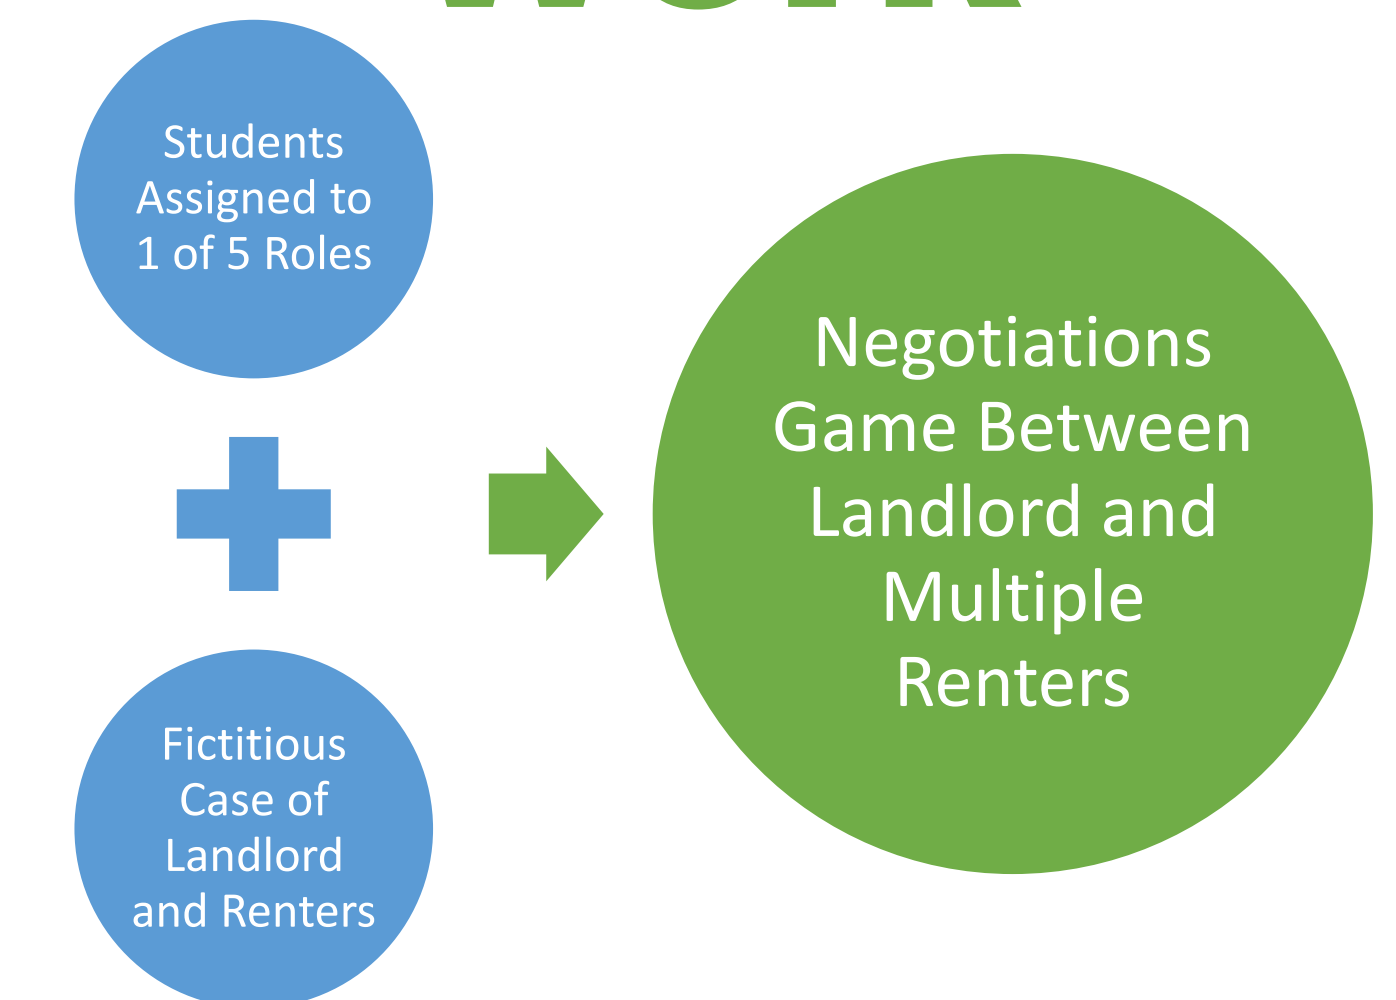 Students
Assigned to
1 of 5 Roles
Fictitious
Case of
Landlord
and Renters
Negotiations
Game Between
Landlord and
Multiple
Renters